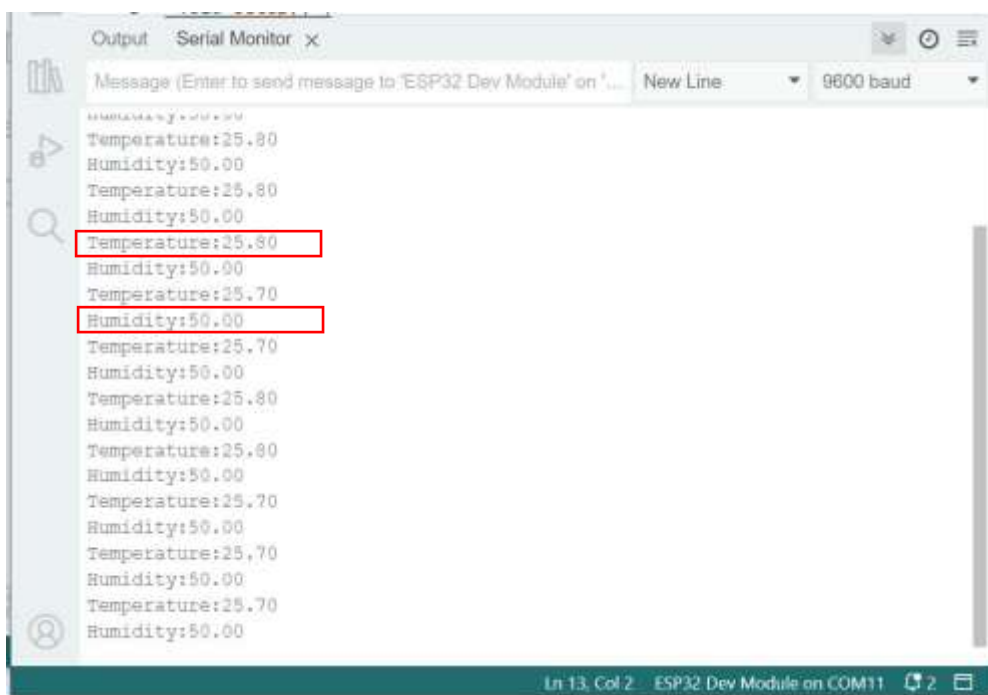 Output Serial Monitor
Message (Enter to send message to 'ESP32 Dev Module' on '... New Line 9600 baud
Temperature:25.80
Humidity:50.00
Temperature:25.80
Humidity:50.00
Temperature:25.80
Humidity:50.00
Temperature:25.70
Humidity:50.00
Temperature:25.70
Humidity:50.00
Temperature:25.80
Humidity:50.00
Temperature:25.80
Humidity:50.00
Temperature:25.70
Humidity:50.00
Temperature:25.70
Humidity:50.00
Temperature:25.70
Humidity:50.00
Ln 13, Col 2 ESP32 Dev Module on COM11 2